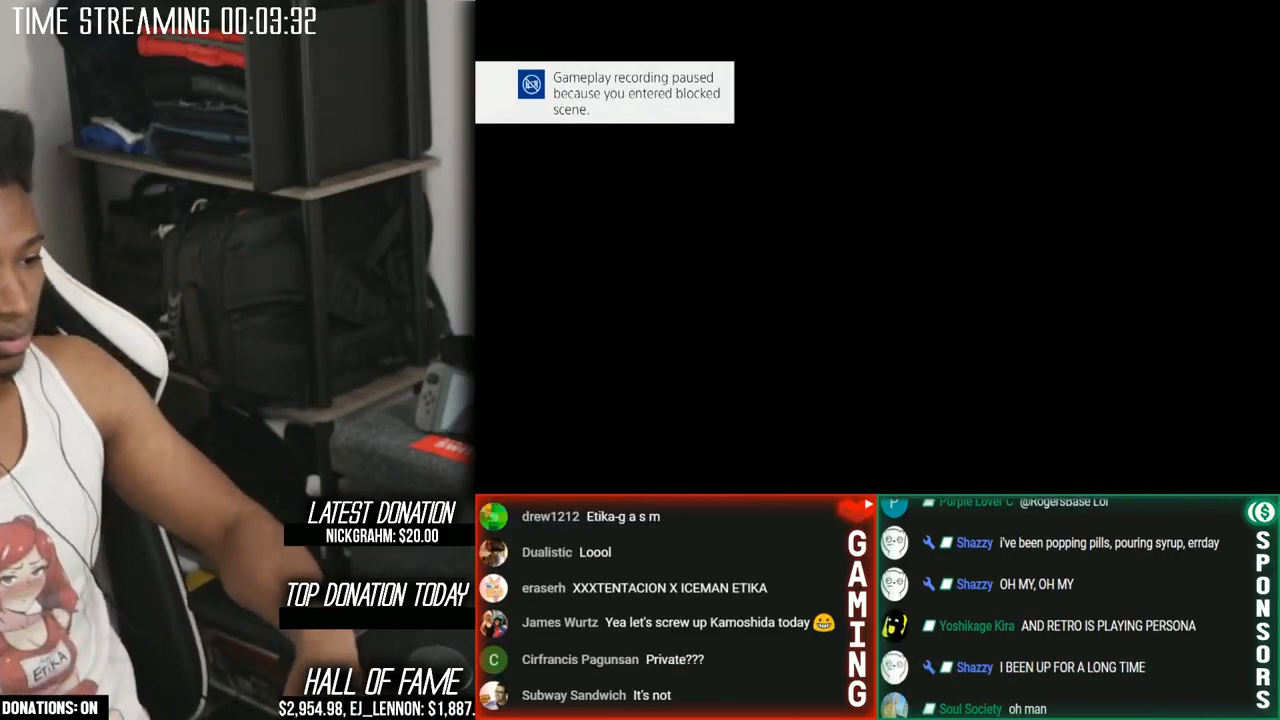 TIME STREAMING 00:03:32
Gameplay recording paused
because you entered blocked
scene.
LATEST DONATION
NICKGRAHM: $20.00
TOP DONATION TODAY
HALL OF FAME
$2,954.98, EJ_LENNON: $1,887.
DONATIONS: ON
ETIKA
drew1212 Etika-g a s m
Dualistic Loool
eraserh XXXTENTACION X ICEMAN ETIKA
James Wurtz Yea let's screw up Kamoshida today 😁
Cirfrancis Pagunsan Private???
C
Subway Sandwich It's not
GAMING
P Purple Lover C @RogersBase Lol
Shazzy i've been popping pills, pouring syrup, errday
Shazzy OH MY, OH MY
Yoshikage Kira AND RETRO IS PLAYING PERSONA
Shazzy I BEEN UP FOR A LONG TIME
Soul Society oh man
SPONSORS